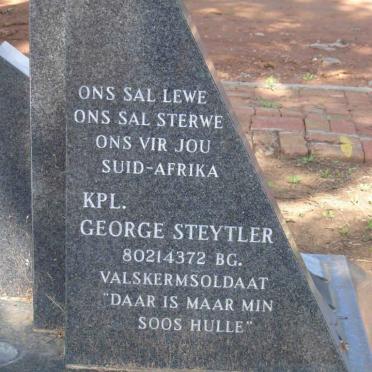 ONS SAL LEWE
ONS SAL STERWE
ONS VIR JOU
SUID-AFRIKA
KPL.
GEORGE STEYTLER
80214372 BG.
VALSKERMSOLDAAT
"DAAR IS MAAR MIN
SOOS HULLE"